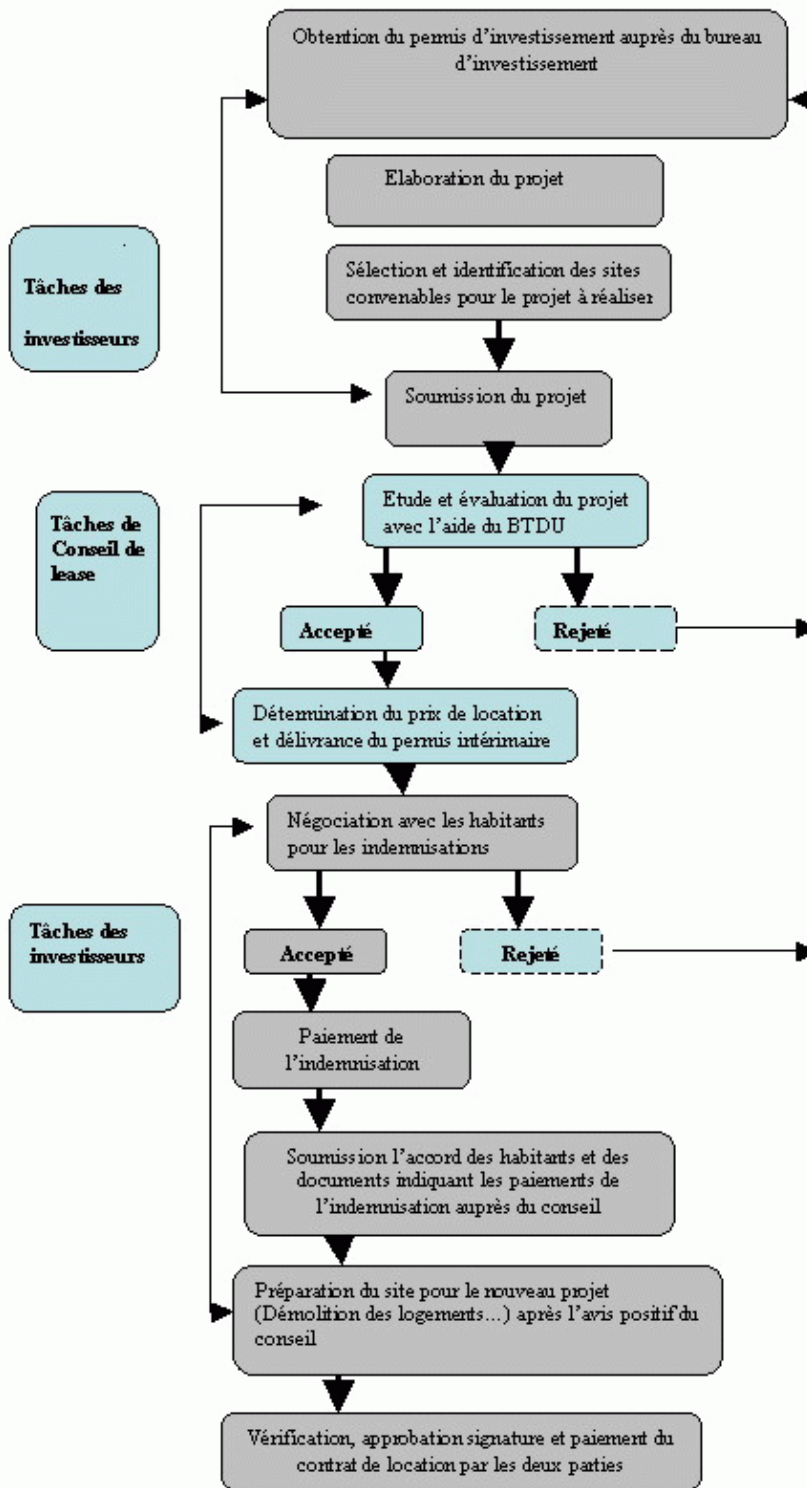 Obtention du permis d'investissement auprès du bureau
d'investissement
Elaboration du projet
Sélection et identification des sites
convenables pour le projet à réaliser
Tâches des
investisseurs
Soumission du projet
Tâches de
Conseil de
lease
Etude et évaluation du projet
avec l'aide du BTDU
Accepté
Rejeté
Détermination du prix de location
et délivrance du permis intérimaire
Négociation avec les habitants
pour les indemnisations
Tâches des
investisseurs
Accepté
Rejeté
Paiement de
l'indemnisation
Soumission l'accord des habitants et des
documents indiquant les paiements de
l'indemnisation auprès du conseil
Préparation du site pour le nouveau projet
(Démolition des logements...) après l'avis positif du
conseil
Vérification, approbation signature et paiement du
contrat de location par les deux parties